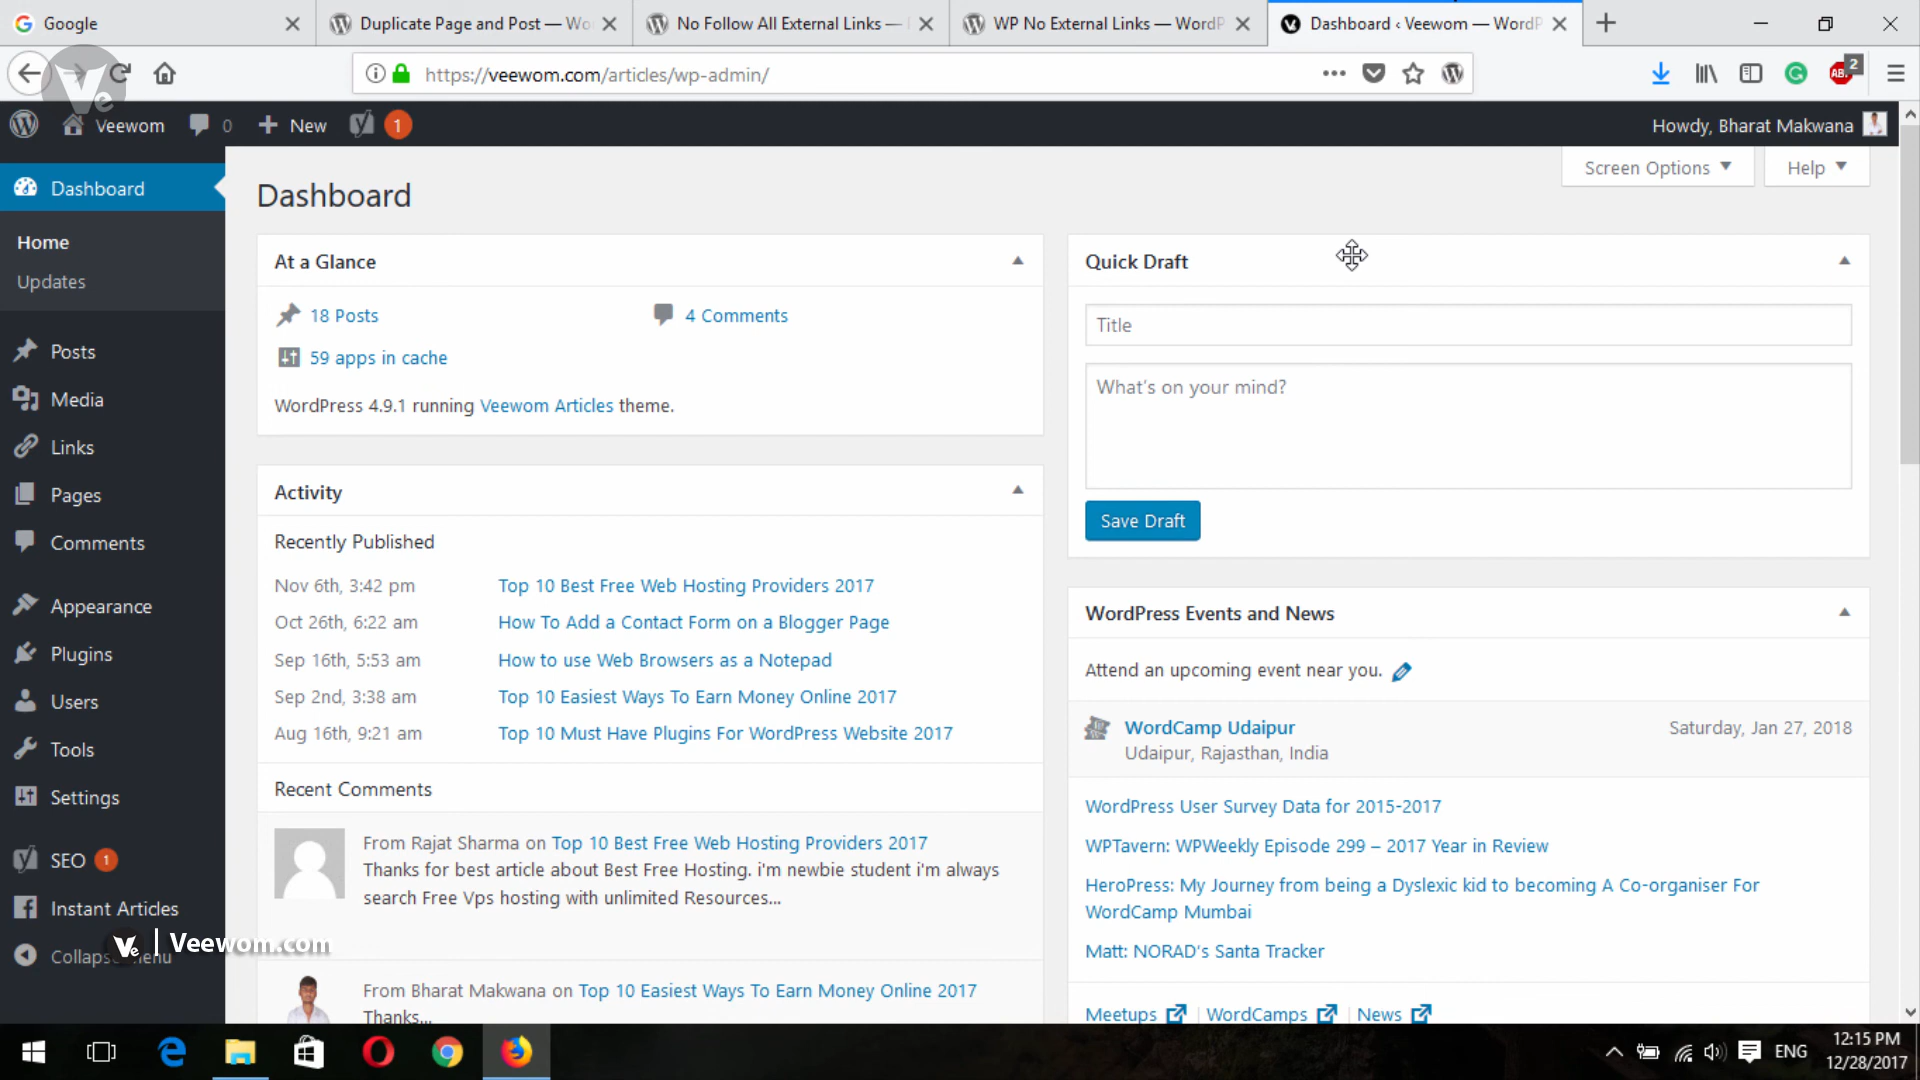 Google
Duplicate Page and Post — Wo
No Follow All External Links —
WP No External Links — WordP
Dashboard ‹ Veewom — WordP
https://veewom.com/articles/wp-admin/
ABP
2
Ve
Veewom
0
New
1
Howdy, Bharat Makwana
Screen Options
Help
Dashboard
Home
Updates
Posts
Media
Links
Pages
Comments
Appearance
Plugins
Users
Tools
Settings
SEO 1
Instant Articles
Collapse menu
Ve | Veewom.com
Dashboard
At a Glance
18 Posts
4 Comments
59 apps in cache
WordPress 4.9.1 running Veewom Articles theme.
Activity
Recently Published
Nov 6th, 3:42 pm Top 10 Best Free Web Hosting Providers 2017
Oct 26th, 6:22 am How To Add a Contact Form on a Blogger Page
Sep 16th, 5:53 am How to use Web Browsers as a Notepad
Sep 2nd, 3:38 am Top 10 Easiest Ways To Earn Money Online 2017
Aug 16th, 9:21 am Top 10 Must Have Plugins For WordPress Website 2017
Recent Comments
From Rajat Sharma on Top 10 Best Free Web Hosting Providers 2017
Thanks for best article about Best Free Hosting. i'm newbie student i'm always
search Free Vps hosting with unlimited Resources...
From Bharat Makwana on Top 10 Easiest Ways To Earn Money Online 2017
Thanks...
Quick Draft
Title
What's on your mind?
Save Draft
WordPress Events and News
Attend an upcoming event near you.
WordCamp Udaipur
Saturday, Jan 27, 2018
Udaipur, Rajasthan, India
WordPress User Survey Data for 2015-2017
WPTavern: WPWeekly Episode 299 – 2017 Year in Review
HeroPress: My Journey from being a Dyslexic kid to becoming A Co-organiser For
WordCamp Mumbai
Matt: NORAD's Santa Tracker
Meetups | WordCamps | News
ENG
12:15 PM
12/28/2017